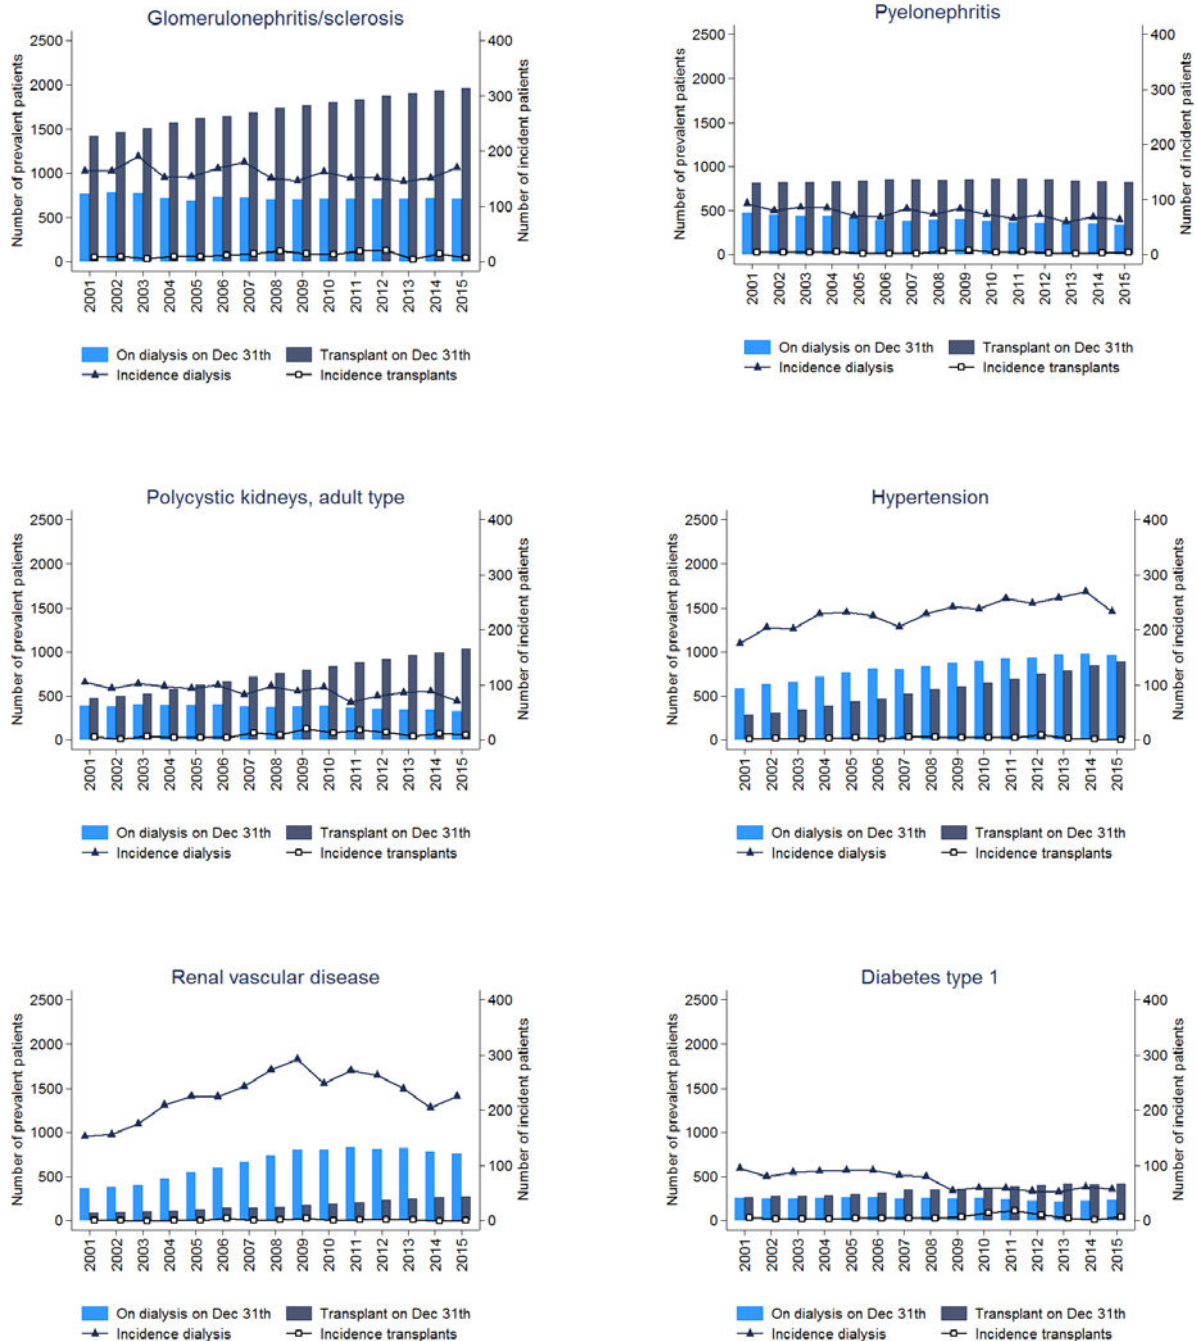 Glomerulonephritis/sclerosis
Number of prevalent patients
2500
2000
1500
1000
500
0
400
300
200
100
0
Number of incident patients
2001 2002 2003 2004 2005 2006 2007 2008 2009 2010 2011 2012 2013 2014 2015
On dialysis on Dec 31th Transplant on Dec 31th
Incidence dialysis Incidence transplants
Pyelonephritis
Number of prevalent patients
2500
2000
1500
1000
500
0
400
300
200
100
0
Number of incident patients
2001 2002 2003 2004 2005 2006 2007 2008 2009 2010 2011 2012 2013 2014 2015
On dialysis on Dec 31th Transplant on Dec 31th
Incidence dialysis Incidence transplants
Polycystic kidneys, adult type
Number of prevalent patients
2500
2000
1500
1000
500
0
400
300
200
100
0
Number of incident patients
2001 2002 2003 2004 2005 2006 2007 2008 2009 2010 2011 2012 2013 2014 2015
On dialysis on Dec 31th Transplant on Dec 31th
Incidence dialysis Incidence transplants
Hypertension
Number of prevalent patients
2500
2000
1500
1000
500
0
400
300
200
100
0
Number of incident patients
2001 2002 2003 2004 2005 2006 2007 2008 2009 2010 2011 2012 2013 2014 2015
On dialysis on Dec 31th Transplant on Dec 31th
Incidence dialysis Incidence transplants
Renal vascular disease
Number of prevalent patients
2500
2000
1500
1000
500
0
400
300
200
100
0
Number of incident patients
2001 2002 2003 2004 2005 2006 2007 2008 2009 2010 2011 2012 2013 2014 2015
On dialysis on Dec 31th Transplant on Dec 31th
Incidence dialysis Incidence transplants
Diabetes type 1
Number of prevalent patients
2500
2000
1500
1000
500
0
400
300
200
100
0
Number of incident patients
2001 2002 2003 2004 2005 2006 2007 2008 2009 2010 2011 2012 2013 2014 2015
On dialysis on Dec 31th Transplant on Dec 31th
Incidence dialysis Incidence transplants